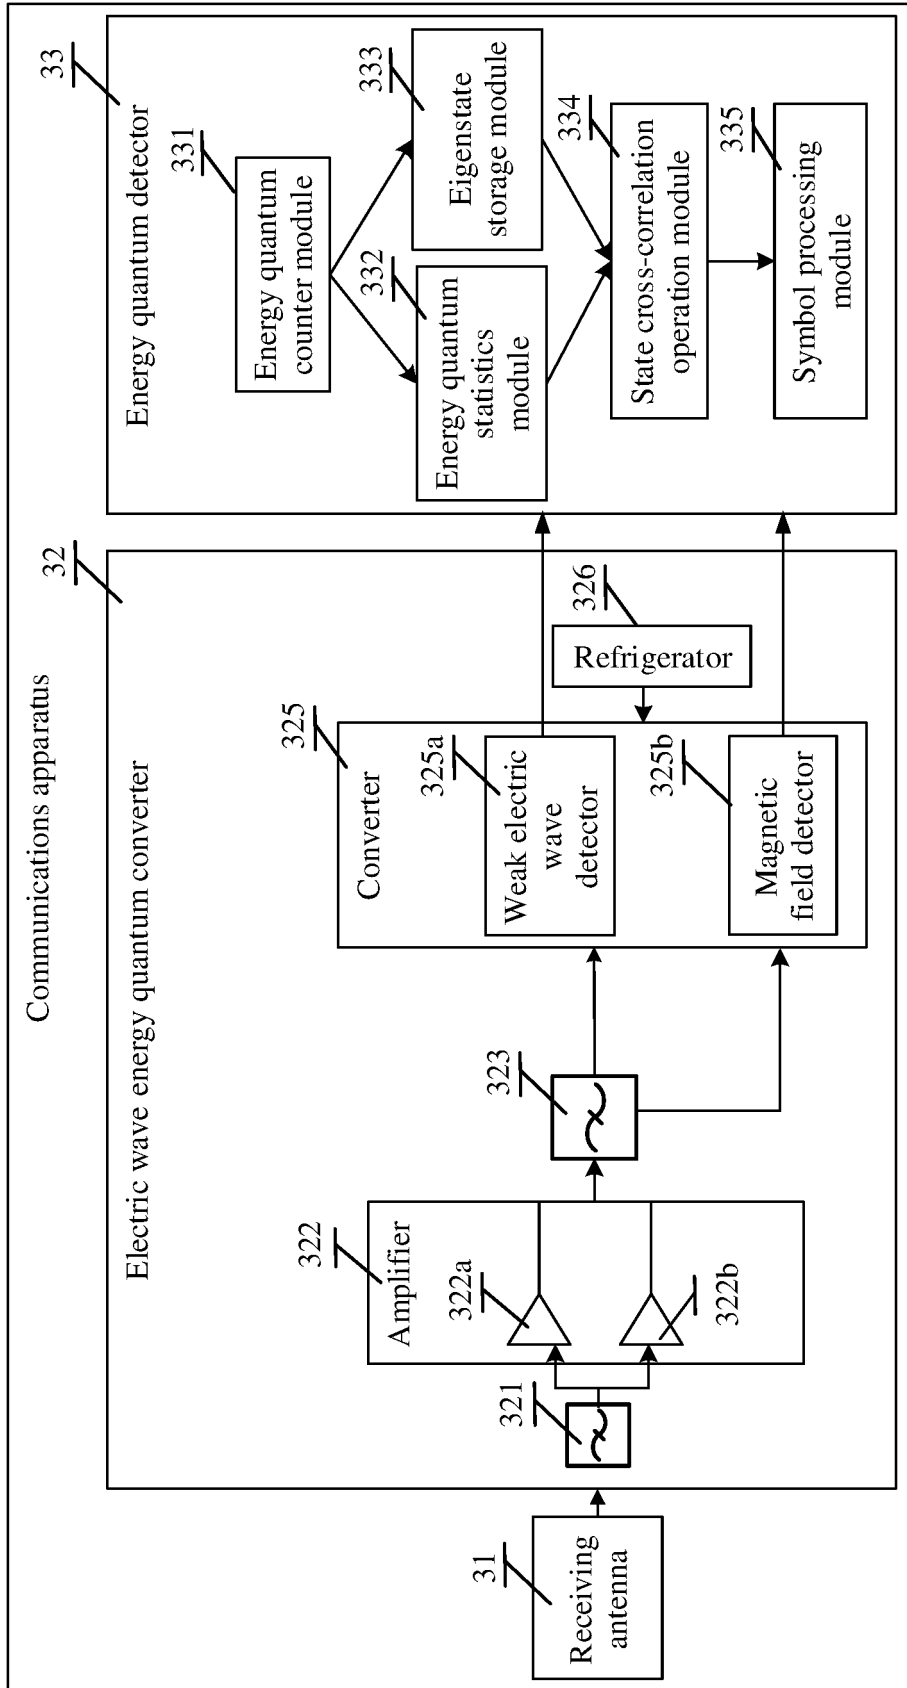 Communications apparatus
31
Receiving
antenna
32
Electric wave energy quantum converter
321
322
Amplifier
322a
322b
323
325
Converter
325a
Weak electric
wave
detector
325b
Magnetic
field detector
326
Refrigerator
33
Energy quantum detector
331
Energy quantum
counter module
332
Energy quantum
statistics
module
333
Eigenstate
storage module
334
State cross-correlation
operation module
335
Symbol processing
module